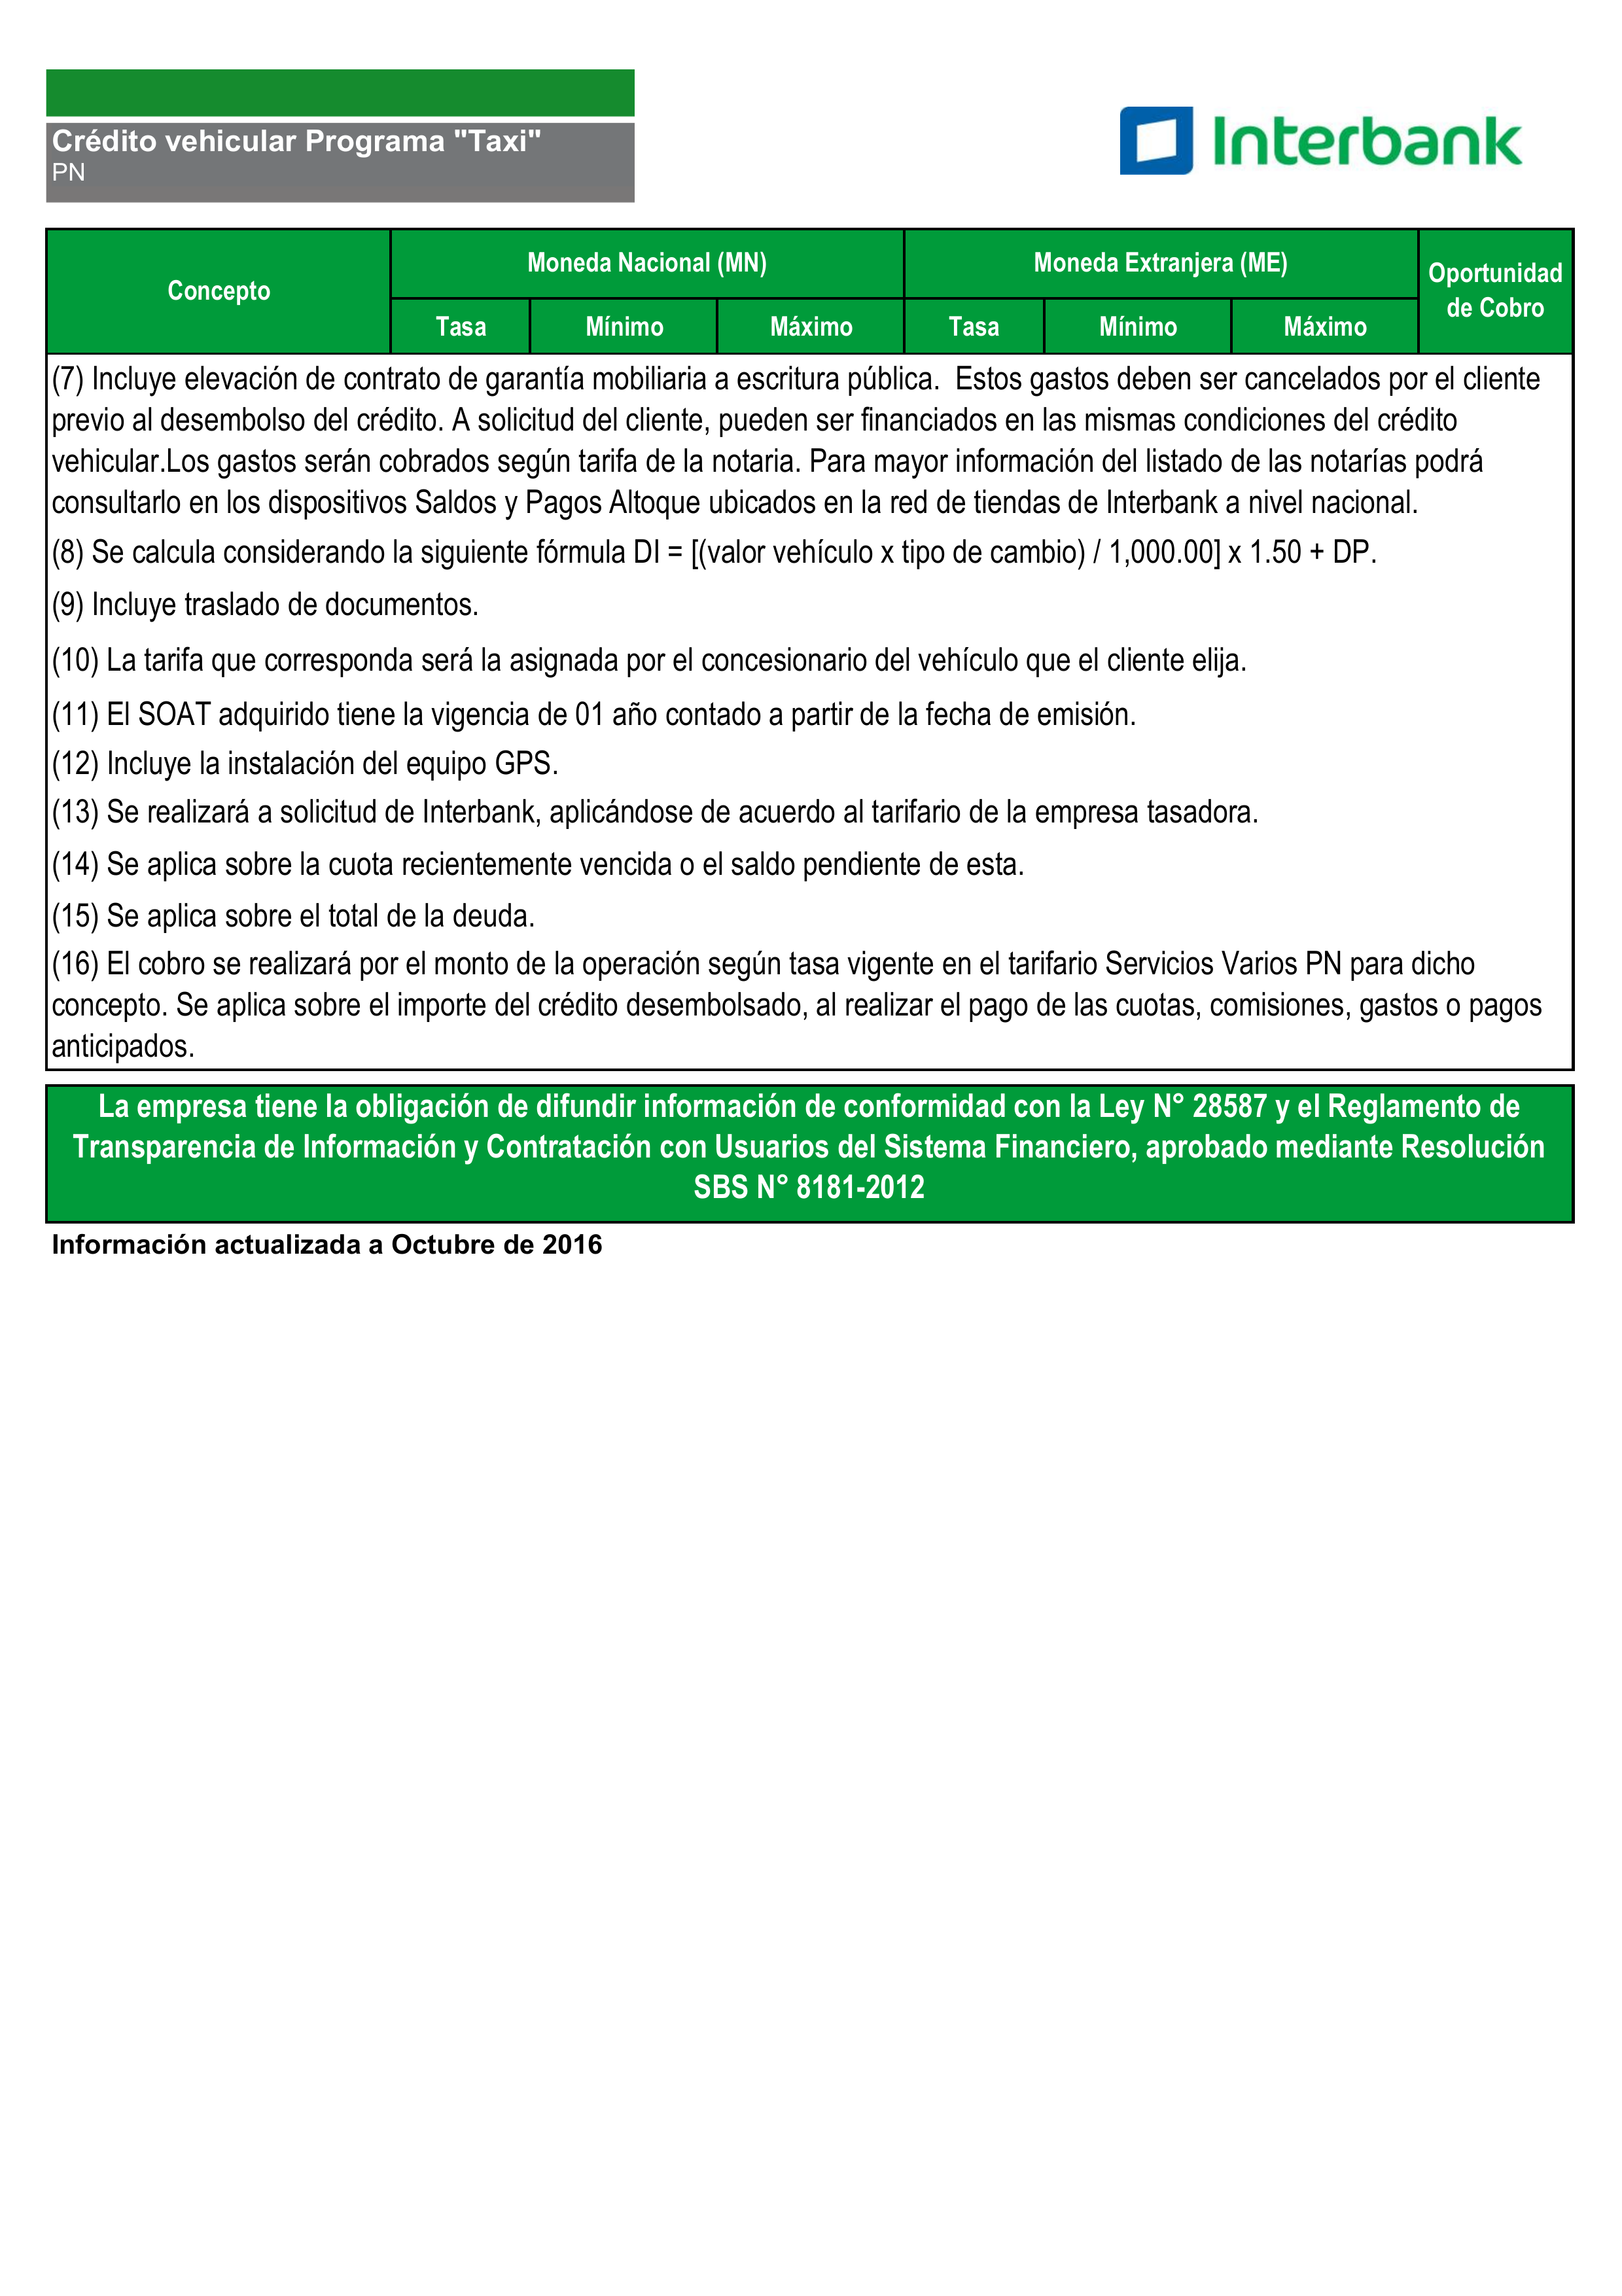 Crédito vehicular Programa "Taxi"
PN
Interbank
Concepto
Moneda Nacional (MN)
Moneda Extranjera (ME)
Oportunidad
de Cobro
Tasa
Mínimo
Máximo
Tasa
Mínimo
Máximo
(7) Incluye elevación de contrato de garantía mobiliaria a escritura pública.  Estos gastos deben ser cancelados por el cliente
previo al desembolso del crédito. A solicitud del cliente, pueden ser financiados en las mismas condiciones del crédito
vehicular.Los gastos serán cobrados según tarifa de la notaria. Para mayor información del listado de las notarías podrá
consultarlo en los dispositivos Saldos y Pagos Altoque ubicados en la red de tiendas de Interbank a nivel nacional.
(8) Se calcula considerando la siguiente fórmula DI = [(valor vehículo x tipo de cambio) / 1,000.00] x 1.50 + DP.
(9) Incluye traslado de documentos.
(10) La tarifa que corresponda será la asignada por el concesionario del vehículo que el cliente elija.
(11) El SOAT adquirido tiene la vigencia de 01 año contado a partir de la fecha de emisión.
(12) Incluye la instalación del equipo GPS.
(13) Se realizará a solicitud de Interbank, aplicándose de acuerdo al tarifario de la empresa tasadora.
(14) Se aplica sobre la cuota recientemente vencida o el saldo pendiente de esta.
(15) Se aplica sobre el total de la deuda.
(16) El cobro se realizará por el monto de la operación según tasa vigente en el tarifario Servicios Varios PN para dicho
concepto. Se aplica sobre el importe del crédito desembolsado, al realizar el pago de las cuotas, comisiones, gastos o pagos
anticipados.
La empresa tiene la obligación de difundir información de conformidad con la Ley N° 28587 y el Reglamento de
Transparencia de Información y Contratación con Usuarios del Sistema Financiero, aprobado mediante Resolución
SBS N° 8181-2012
Información actualizada a Octubre de 2016